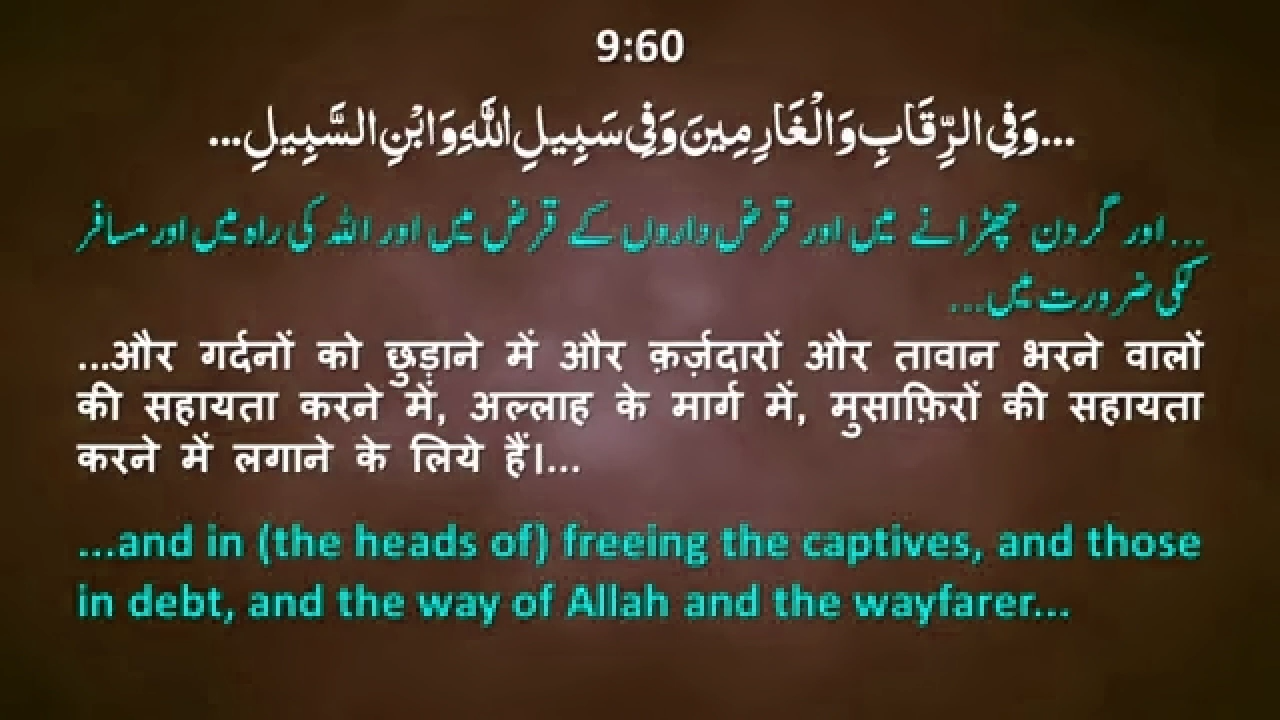 9:60
...وَفِي الرِّقَابِ وَالْغَارِمِينَ وَفِي سَبِيلِ اللَّهِ وَابْنِ السَّبِيلِ...
...اور گردن چھڑانے میں اور قرض داروں کے قرض میں اور اللہ کی راہ میں اور مسافر
کی ضرورت میں...
...और गर्दनों को छुड़ाने में और क़र्ज़दारों और तावान भरने वालों
की सहायता करने में, अल्लाह के मार्ग में, मुसाफ़िरों की सहायता
करने में लगाने के लिये हैं।...
...and in (the heads of) freeing the captives, and those
in debt, and the way of Allah and the wayfarer...